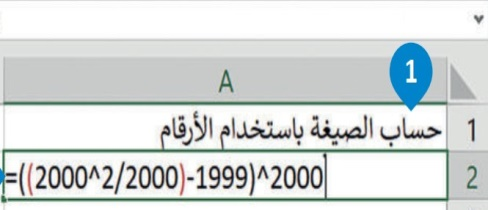 1
A
حساب الصيغة باستخدام الأرقام 1
=((2000^2/2000)-1999)^2000 2